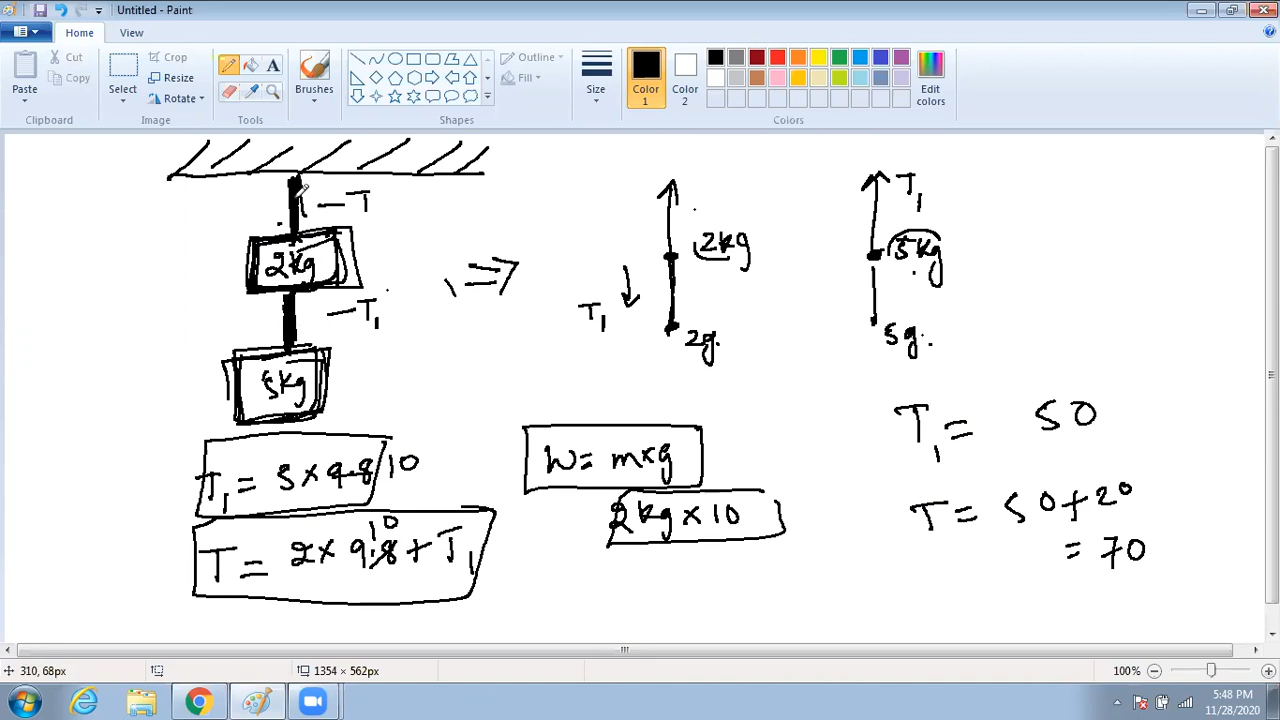 Untitled - Paint
Home
View
Paste
Cut
Copy
Clipboard
Select
Resize
Rotate
Image
Tools
Brushes
Shapes
Outline
Fill
Size
Color 1
Color 2
Edit colors
Colors
T
2kg
T1
5kg
2kg
T1
2g.
T1
5kg
5g.
T1 = 5 x 9.8 10
T = 2 x 9.8 10 + T1
W = mxg
2kg x 10
T1 = 50
T = 50 + 20
= 70
310, 68px
1354 × 562px
100%
5:48 PM
11/28/2020